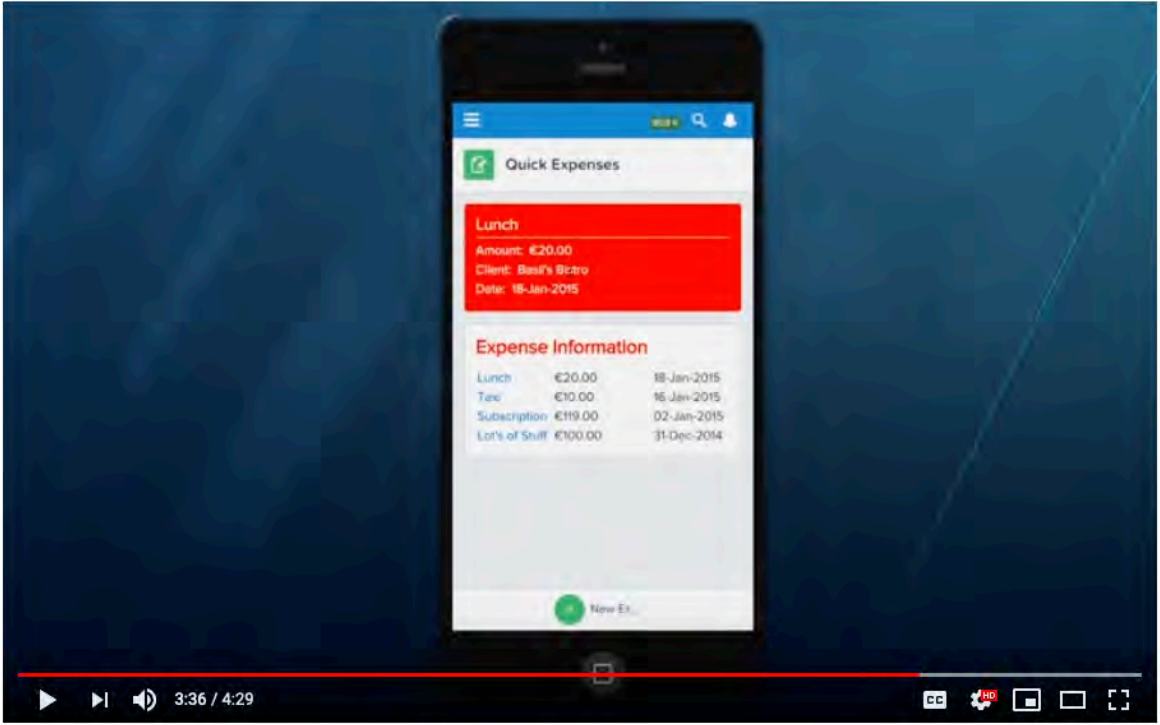 Quick Expenses
Lunch
Amount: €20.00
Client: Basil's Bistro
Date: 18-Jan-2015
Expense Information
Lunch €20.00 18-Jan-2015
Taxi €10.00 16-Jan-2015
Subscription €119.00 02-Jan-2015
Lot's of Stuff €100.00 31-Dec-2014
New Ex...
3:36 / 4:29
CC
HD